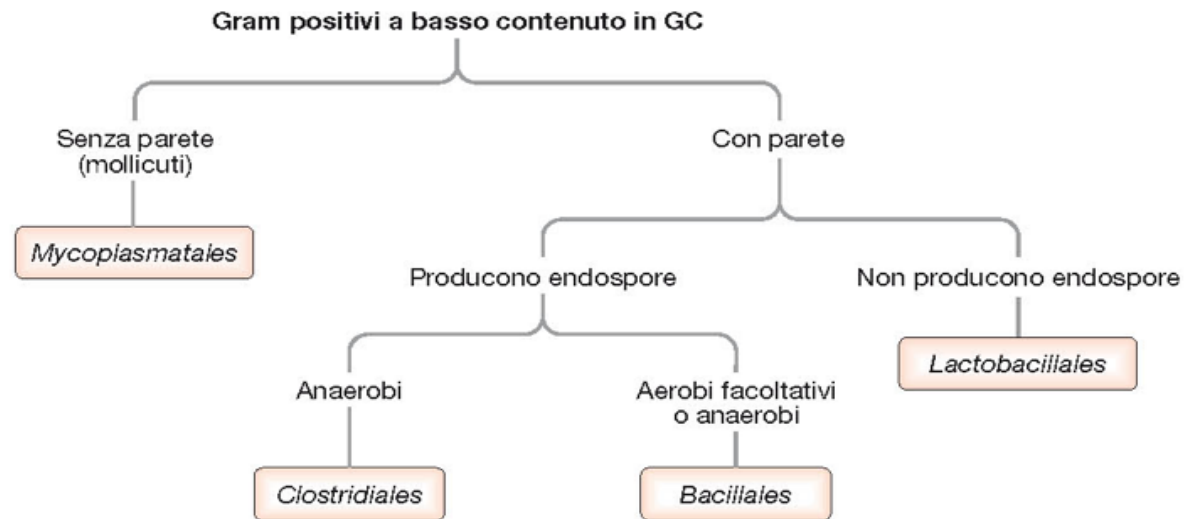 Gram positivi a basso contenuto in GC
Senza parete
(mollicuti)
Con parete
Mycoplasmatales
Producono endospore
Non producono endospore
Lactobacillales
Anaerobi
Aerobi facoltativi
o anaerobi
Clostridiales
Bacillales